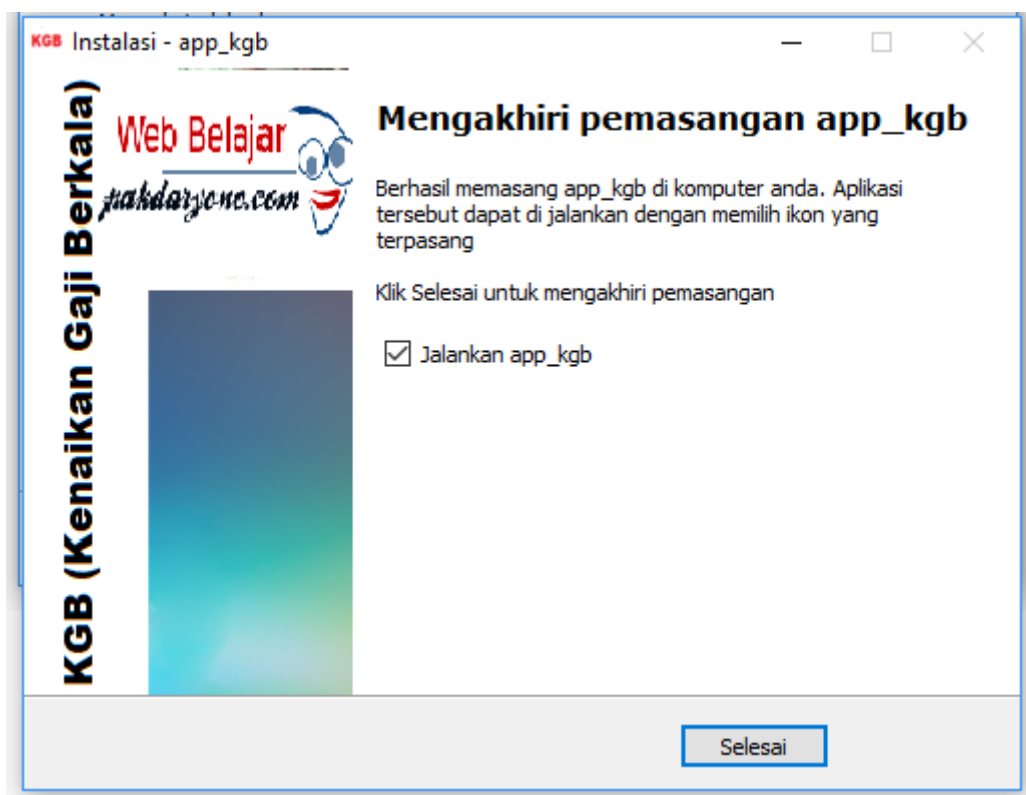 KGB Instalasi - app_kgb
KGB (Kenaikan Gaji Berkala)
Web Belajar
pakdaryono.com
Mengakhiri pemasangan app_kgb
Berhasil memasang app_kgb di komputer anda. Aplikasi
tersebut dapat di jalankan dengan memilih ikon yang
terpasang
Klik Selesai untuk mengakhiri pemasangan
Jalankan app_kgb
Selesai